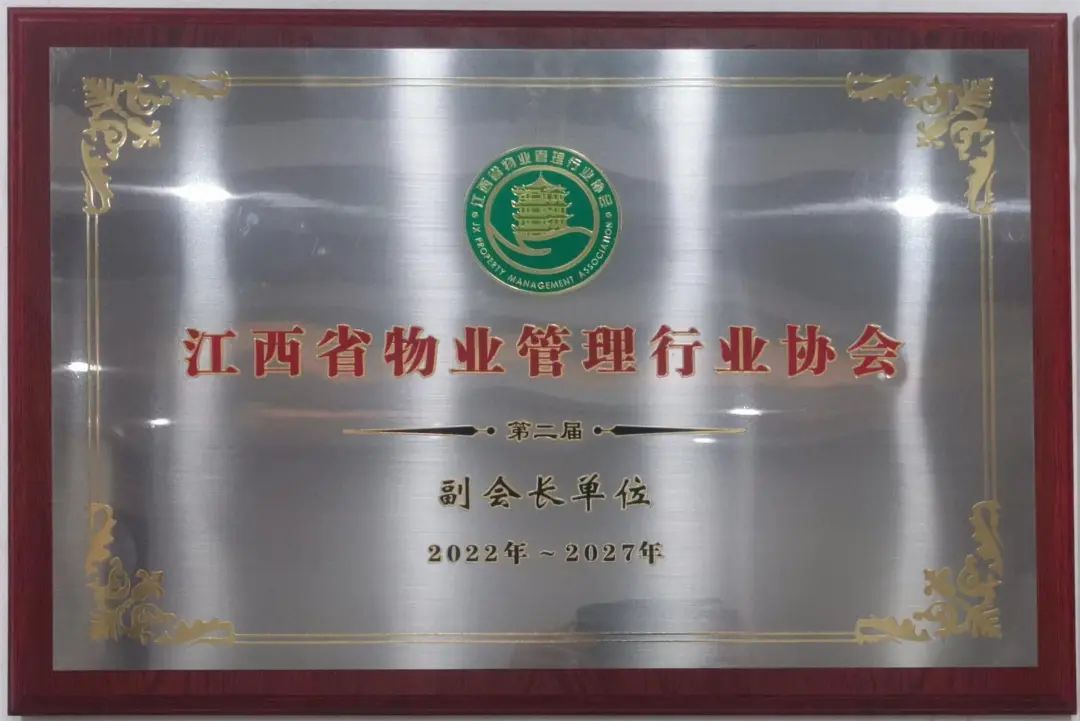 江西省物业管理行业协会
JX PROPERTY MANAGEMENT ASSOCIATION
江西省物业管理行业协会
第二届
副会长单位
2022年~2027年